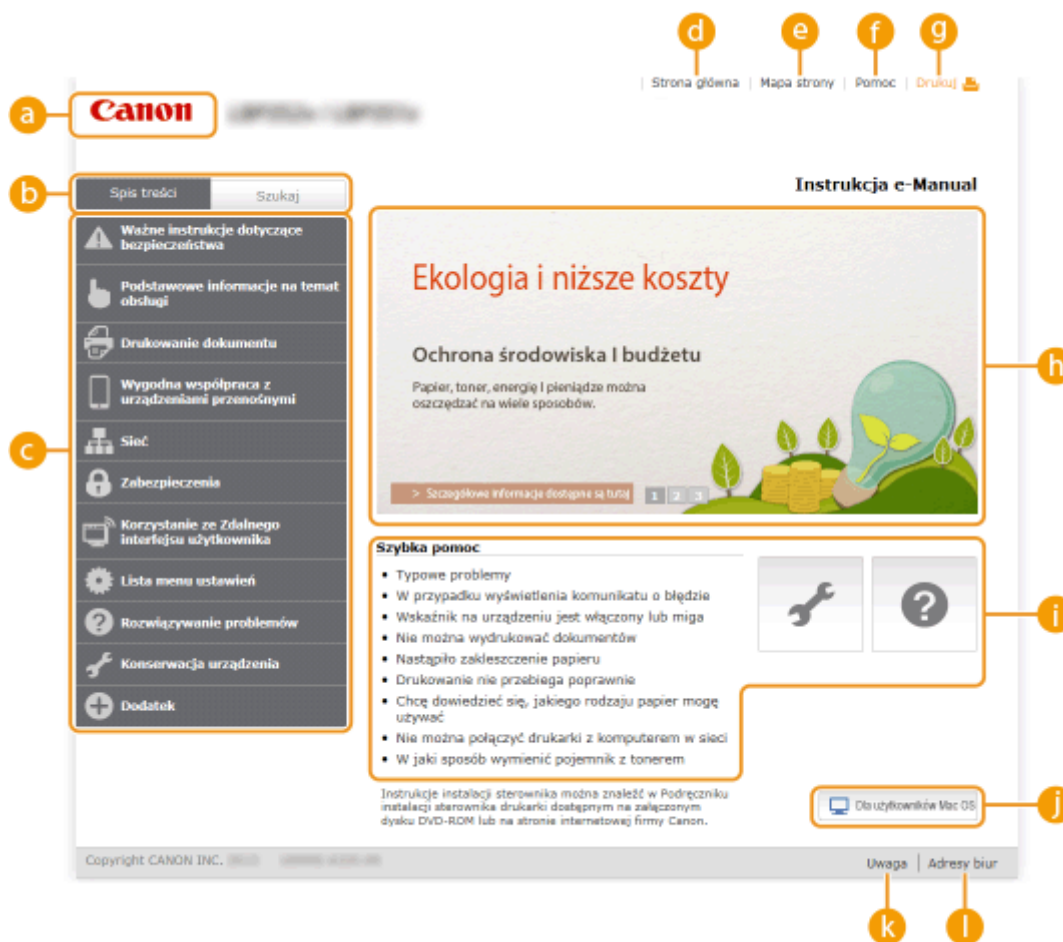 d e f g
Strona główna | Mapa strony | Pomoc | Drukuj
a
Canon
b
Spis treści
Szukaj
Instrukcja e-Manual
c
Ważne instrukcje dotyczące
bezpieczeństwa
Podstawowe informacje na temat
obsługi
Drukowanie dokumentu
Wygodna współpraca z
urządzeniami przenośnymi
Sieć
Zabezpieczenia
Korzystanie ze Zdalnego
interfejsu użytkownika
Lista menu ustawień
Rozwiązywanie problemów
Konserwacja urządzenia
Dodatek
Ekologia i niższe koszty
Ochrona środowiska I budżetu
Papier, toner, energię I pieniądze można
oszczędzać na wiele sposobów.
> Szczegółowe informacje dostępne są tutaj
1 2 3
h
Szybka pomoc
• Typowe problemy
• W przypadku wyświetlenia komunikatu o błędzie
• Wskaźnik na urządzeniu jest włączony lub miga
• Nie można wydrukować dokumentów
• Nastąpiło zakleszczenie papieru
• Drukowanie nie przebiega poprawnie
• Chcę dowiedzieć się, jakiego rodzaju papier mogę
używać
• Nie można połączyć drukarki z komputerem w sieci
• W jaki sposób wymienić pojemnik z tonerem
?
i
Instrukcje instalacji sterownika można znaleźć w Podręczniku
instalacji sterownika drukarki dostępnym na załączonym
dysku DVD-ROM lub na stronie internetowej firmy Canon.
Dla użytkowników Mac OS
j
Copyright CANON INC.
Uwaga | Adresy biur
k l